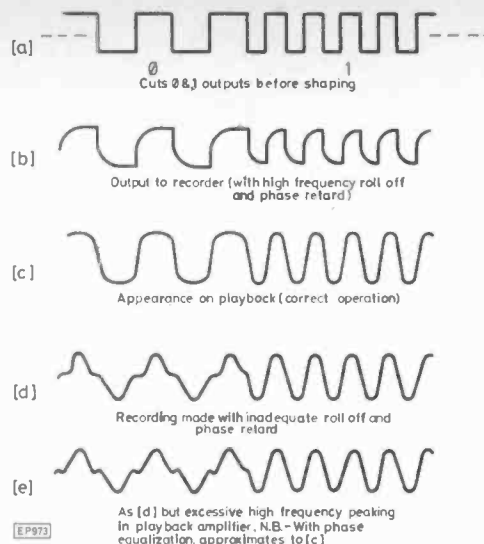 [a]
0 1
Cuts 0&1 outputs before shaping
[b]
Output to recorder (with high frequency roll off
and phase retard)
[c]
Appearance on playback (correct operation)
[d]
Recording made with inadequate roll off and
phase retard
[e]
As [d] but excessive high frequency peaking
in playback amplifier. N.B.- With phase
equalization, approximates to [c]
EP973